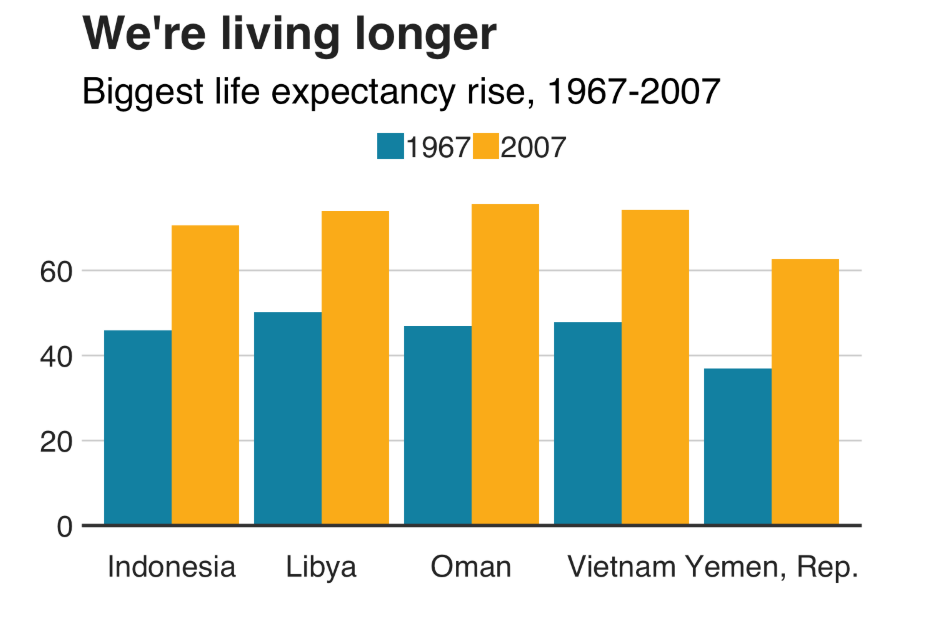 We're living longer
Biggest life expectancy rise, 1967-2007
1967 2007
60
40
20
0
Indonesia Libya Oman Vietnam Yemen, Rep.